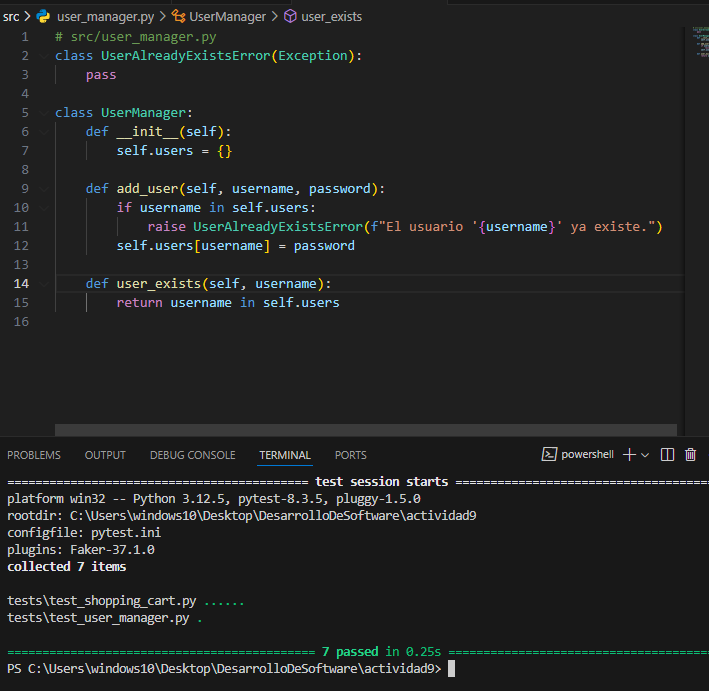 src > user_manager.py > UserManager > user_exists
1 # src/user_manager.py
2 class UserAlreadyExistsError(Exception):
3 pass
4
5 class UserManager:
6 def __init__(self):
7 self.users = {}
8
9 def add_user(self, username, password):
10 if username in self.users:
11 raise UserAlreadyExistsError(f"El usuario '{username}' ya existe.")
12 self.users[username] = password
13
14 def user_exists(self, username):
15 return username in self.users
16
PROBLEMS OUTPUT DEBUG CONSOLE TERMINAL PORTS powershell
========================================== test session starts ===================================
platform win32 -- Python 3.12.5, pytest-8.3.5, pluggy-1.5.0
rootdir: C:\Users\windows10\Desktop\DesarrolloDeSoftware\actividad9
configfile: pytest.ini
plugins: Faker-37.1.0
collected 7 items
tests\test_shopping_cart.py ......
tests\test_user_manager.py .
=========================================== 7 passed in 0.25s ====================================
PS C:\Users\windows10\Desktop\DesarrolloDeSoftware\actividad9>